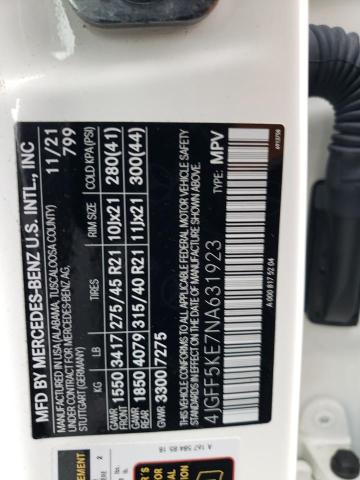 MFD BY MERCEDES-BENZ U.S. INTL., INC
MANUFACTURED IN USA (ALABAMA, TUSCALOOSA COUNTY)
UNDER CONTRACT FOR MERCEDES-BENZ AG,
STUTTGART (GERMANY)
11/21
799
KG LB TIRES RIM SIZE COLD KPA (PSI)
GAWR FRONT 1550 3417 275/45 R21 10Jx21 280(41)
GAWR REAR 1850 4079 315/40 R21 11Jx21 300(44)
GVWR 3300 7275
THIS VEHICLE CONFORMS TO ALL APPLICABLE FEDERAL MOTOR VEHICLE SAFETY
STANDARDS IN EFFECT ON THE DATE OF MANUFACTURE SHOWN ABOVE.
4JGFF5KE7NA631923
TYPE: MPV
A 000 817 52 04
6913708
A 167 584 85 16
2